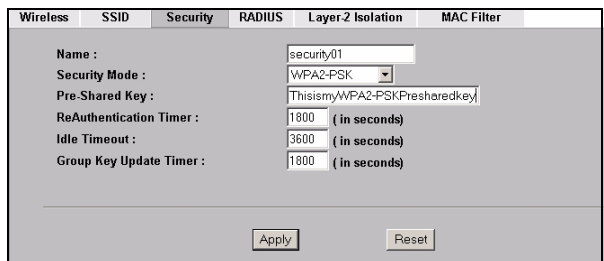 Wireless SSID Security RADIUS Layer-2 Isolation MAC Filter
Name : security01
Security Mode : WPA2-PSK
Pre-Shared Key : ThisismyWPA2-PSKPresharedkey
ReAuthentication Timer : 1800 ( in seconds)
Idle Timeout : 3600 ( in seconds)
Group Key Update Timer : 1800 ( in seconds)
Apply Reset